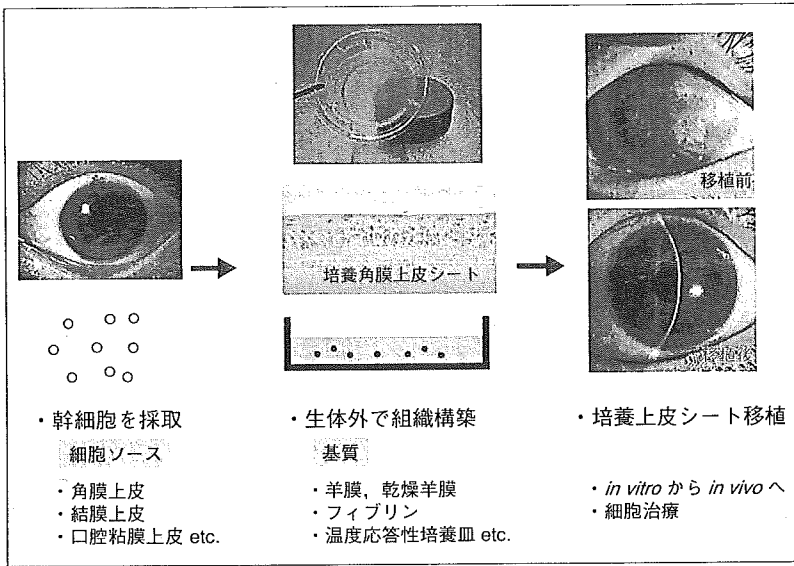 移植前
培養角膜上皮シート
移植後
・幹細胞を採取
細胞ソース
・角膜上皮
・結膜上皮
・口腔粘膜上皮 etc.
・生体外で組織構築
基質
・羊膜，乾燥羊膜
・フィブリン
・温度応答性培養皿 etc.
・培養上皮シート移植
・in vitro から in vivo へ
・細胞治療